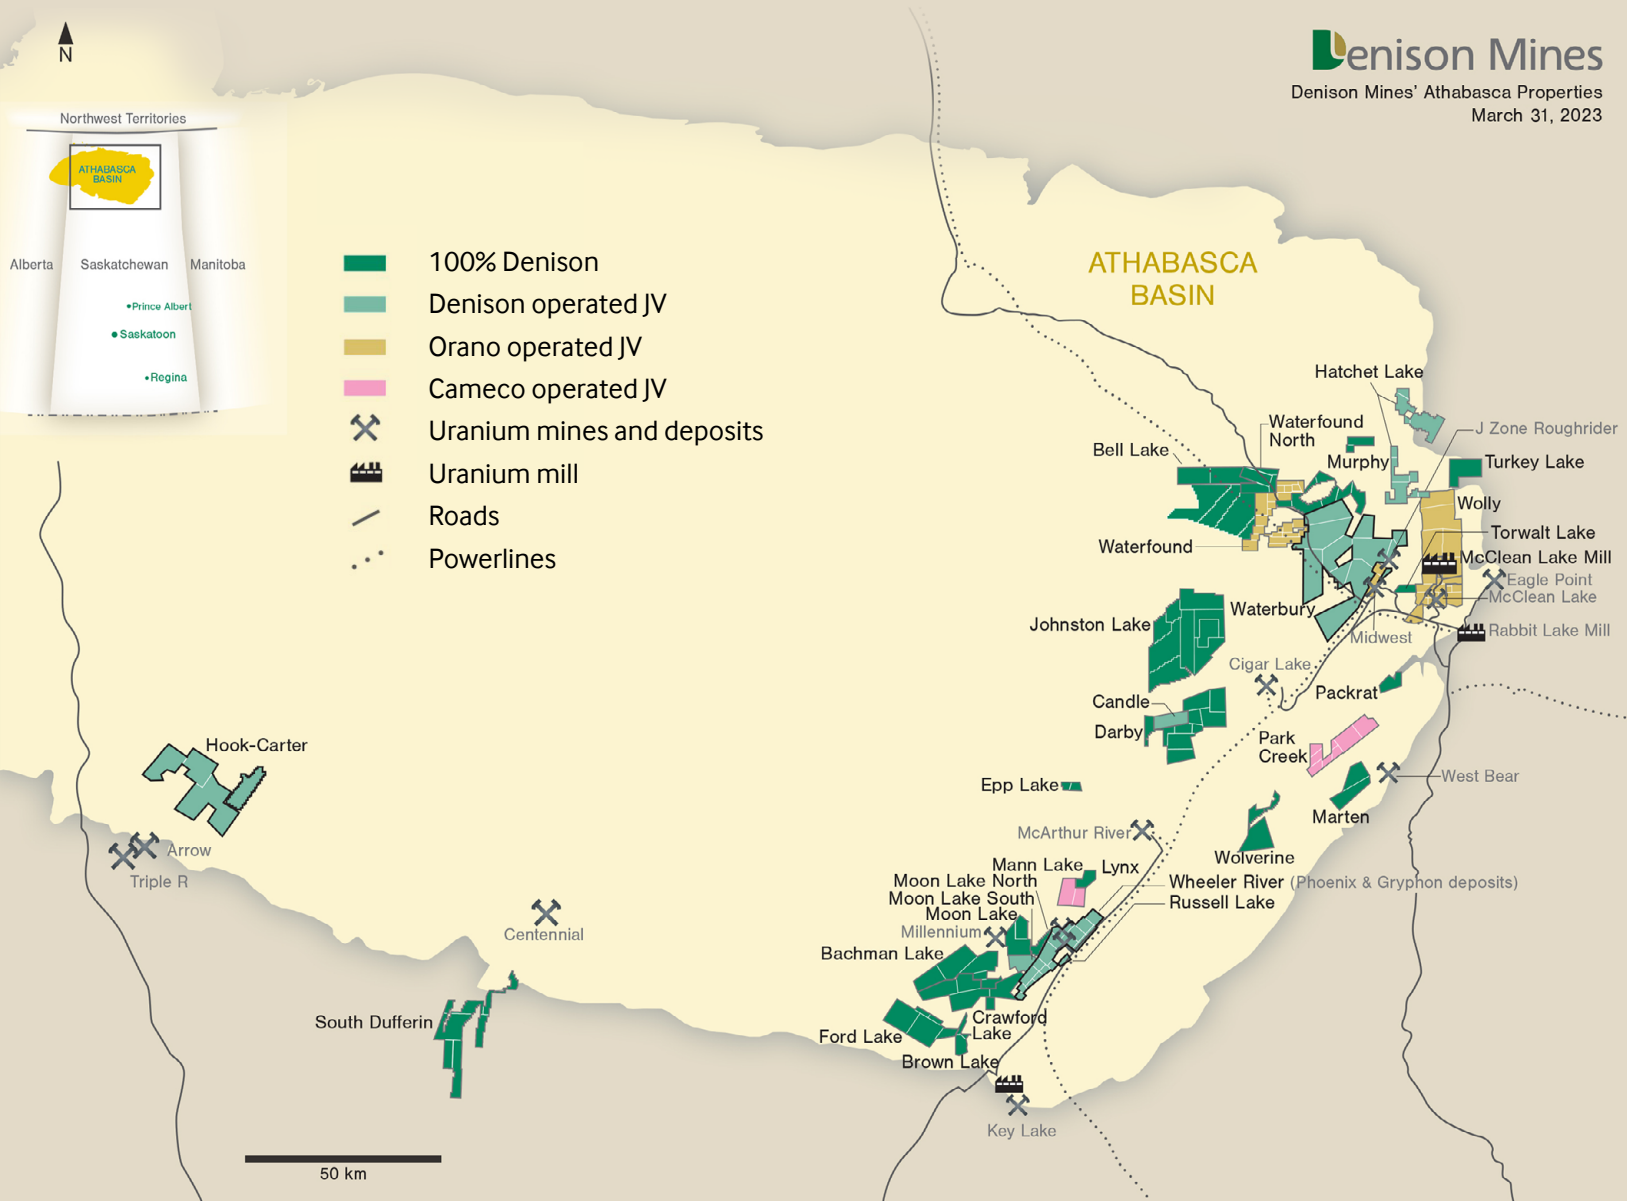 N
Denison Mines
Denison Mines' Athabasca Properties
March 31, 2023
Northwest Territories
ATHABASCA
BASIN
Alberta
Saskatchewan
Manitoba
Prince Albert
Saskatoon
Regina
100% Denison
Denison operated JV
Orano operated JV
Cameco operated JV
Uranium mines and deposits
Uranium mill
Roads
Powerlines
ATHABASCA
BASIN
Hatchet Lake
Waterfound
North
J Zone Roughrider
Bell Lake
Murphy
Turkey Lake
Wolly
Torwalt Lake
Waterfound
McClean Lake Mill
Eagle Point
McClean Lake
Waterbury
Johnston Lake
Midwest
Rabbit Lake Mill
Cigar Lake
Packrat
Candle
Darby
Park
Creek
West Bear
Epp Lake
Marten
McArthur River
Wolverine
Mann Lake
Lynx
Moon Lake North
Wheeler River (Phoenix & Gryphon deposits)
Moon Lake South
Russell Lake
Moon Lake
Millennium
Bachman Lake
Crawford
Lake
Ford Lake
Brown Lake
Key Lake
Hook-Carter
Arrow
Triple R
Centennial
South Dufferin
50 km